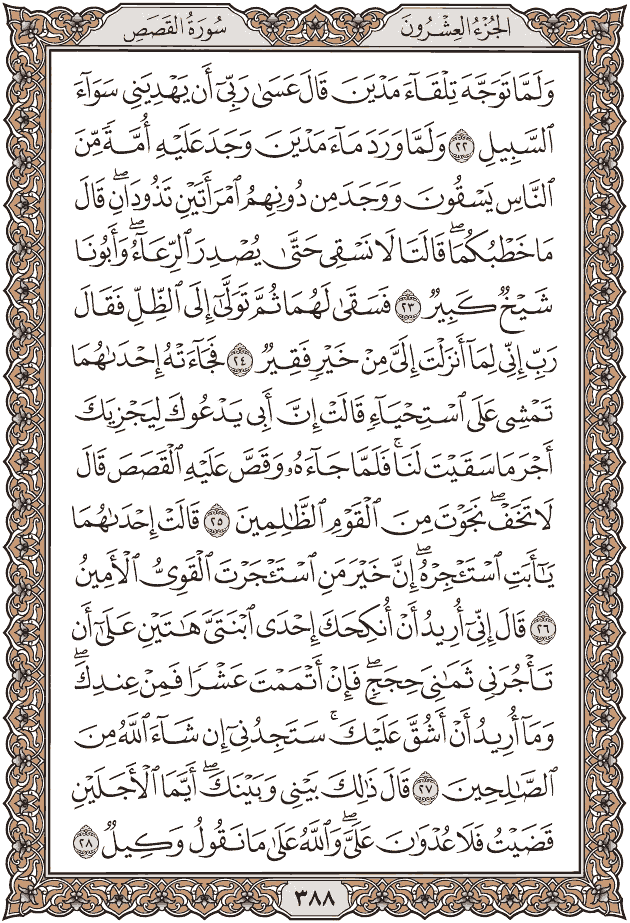 الجُزْءُ العِشْرُونَ
سُورَةُ القَصَصِ
وَلَمَّا تَوَجَّهَ تِلْقَآءَ مَدْيَنَ قَالَ عَسَىٰ رَبِّىٓ أَن يَهْدِيَنِى سَوَآءَ
ٱلسَّبِيلِ ٢٢ وَلَمَّا وَرَدَ مَآءَ مَدْيَنَ وَجَدَ عَلَيْهِ أُمَّةً مِّنَ
ٱلنَّاسِ يَسْقُونَ وَوَجَدَ مِن دُونِهِمُ ٱمْرَأَتَيْنِ تَذُودَانِۖ قَالَ
مَا خَطْبُكُمَاۖ قَالَتَا لَا نَسْقِى حَتَّىٰ يُصْدِرَ ٱلرِّعَآءُۖ وَأَبُونَا
شَيْخٌ كَبِيرٌ ٢٣ فَسَقَىٰ لَهُمَا ثُمَّ تَوَلَّىٰٓ إِلَى ٱلظِّلِّ فَقَالَ
رَبِّ إِنِّى لِمَآ أَنزَلْتَ إِلَىَّ مِنْ خَيْرٍ فَقِيرٌ ٢٤ فَجَآءَتْهُ إِحْدَىٰهُمَا
تَمْشِى عَلَى ٱسْتِحْيَآءٍ قَالَتْ إِنَّ أَبِى يَدْعُوكَ لِيَجْزِيَكَ
أَجْرَ مَا سَقَيْتَ لَنَاۚ فَلَمَّا جَآءَهُۥ وَقَصَّ عَلَيْهِ ٱلْقَصَصَ قَالَ
لَا تَخَفْۖ نَجَوْتَ مِنَ ٱلْقَوْمِ ٱلظَّٰلِمِينَ ٢٥ قَالَتْ إِحْدَىٰهُمَا
يَٰٓأَبَتِ ٱسْتَـْٔجِرْهُۖ إِنَّ خَيْرَ مَنِ ٱسْتَـْٔجَرْتَ ٱلْقَوِىُّ ٱلْأَمِينُ
٢٦ قَالَ إِنِّىٓ أُرِيدُ أَنْ أُنكِحَكَ إِحْدَى ٱبْنَتَىَّ هَٰتَيْنِ عَلَىٰٓ أَن
تَأْجُرَنِى ثَمَٰنِىَ حِجَجٍۖ فَإِنْ أَتْمَمْتَ عَشْرًا فَمِنْ عِندِكَۖ
وَمَآ أُرِيدُ أَنْ أَشُقَّ عَلَيْكَۚ سَتَجِدُنِىٓ إِن شَآءَ ٱللَّهُ مِنَ
ٱلصَّٰلِحِينَ ٢٧ قَالَ ذَٰلِكَ بَيْنِى وَبَيْنَكَۖ أَيَّمَا ٱلْأَجَلَيْنِ
قَضَيْتُ فَلَا عُدْوَٰنَ عَلَىَّۖ وَٱللَّهُ عَلَىٰ مَا نَقُولُ وَكِيلٌ ٢٨
٣٨٨